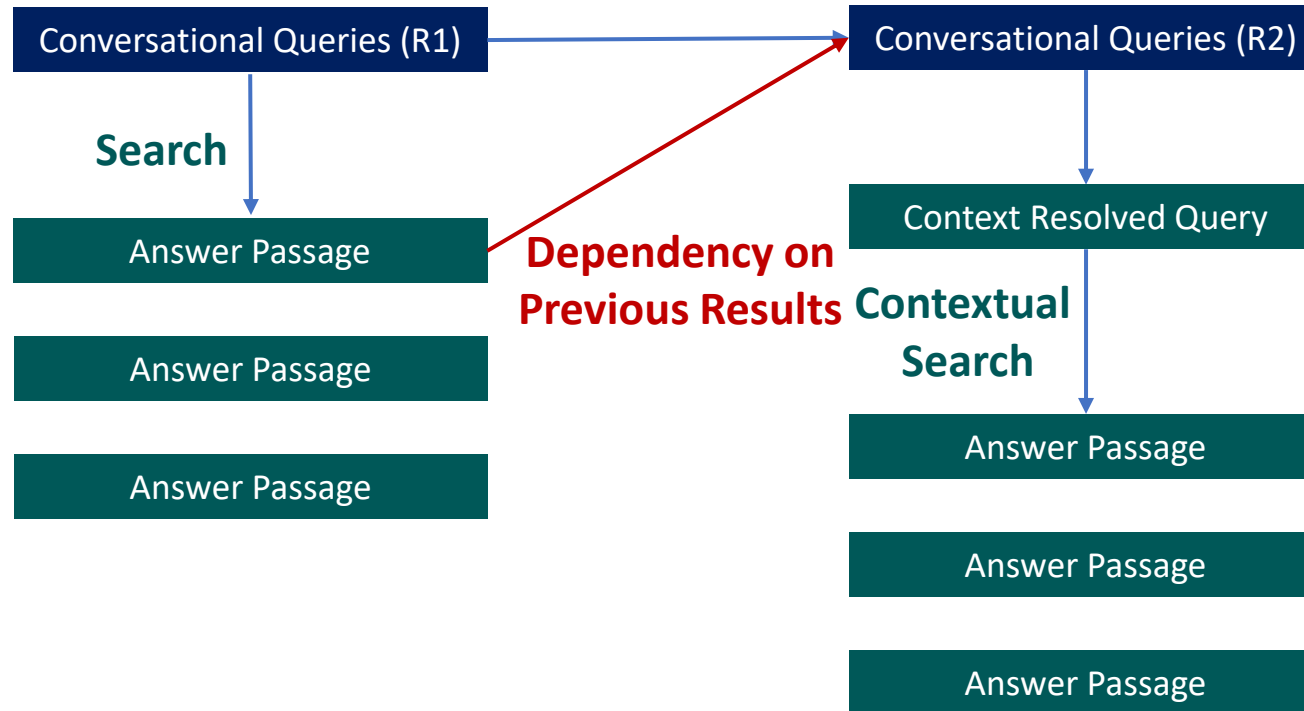 Conversational Queries (R1)
Search
Answer Passage
Answer Passage
Answer Passage
Dependency on
Previous Results
Conversational Queries (R2)
Context Resolved Query
Contextual
Search
Answer Passage
Answer Passage
Answer Passage